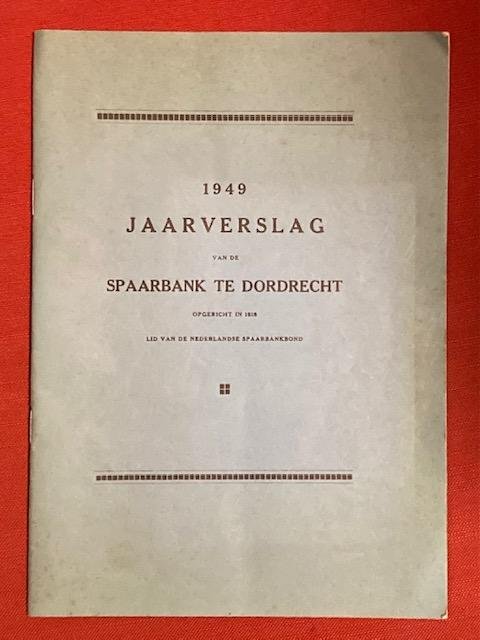 1949
JAARVERSLAG
VAN DE
SPAARBANK TE DORDRECHT
OPGERICHT IN 1818
LID VAN DE NEDERLANDSE SPAARBANKBOND